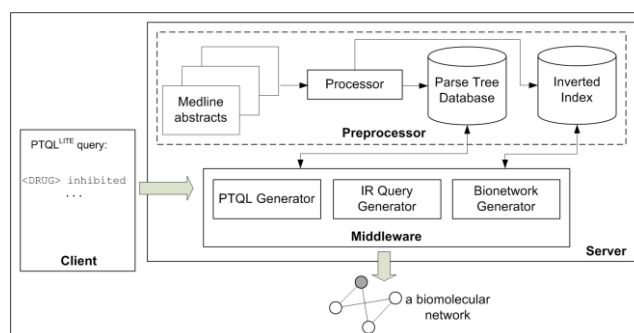 Medline
abstracts
Processor
Parse Tree
Database
Inverted
Index
Preprocessor
PTQL^LITE query:
<DRUG> inhibited
...
Client
PTQL Generator
IR Query
Generator
Bionetwork
Generator
Middleware
Server
a biomolecular
network